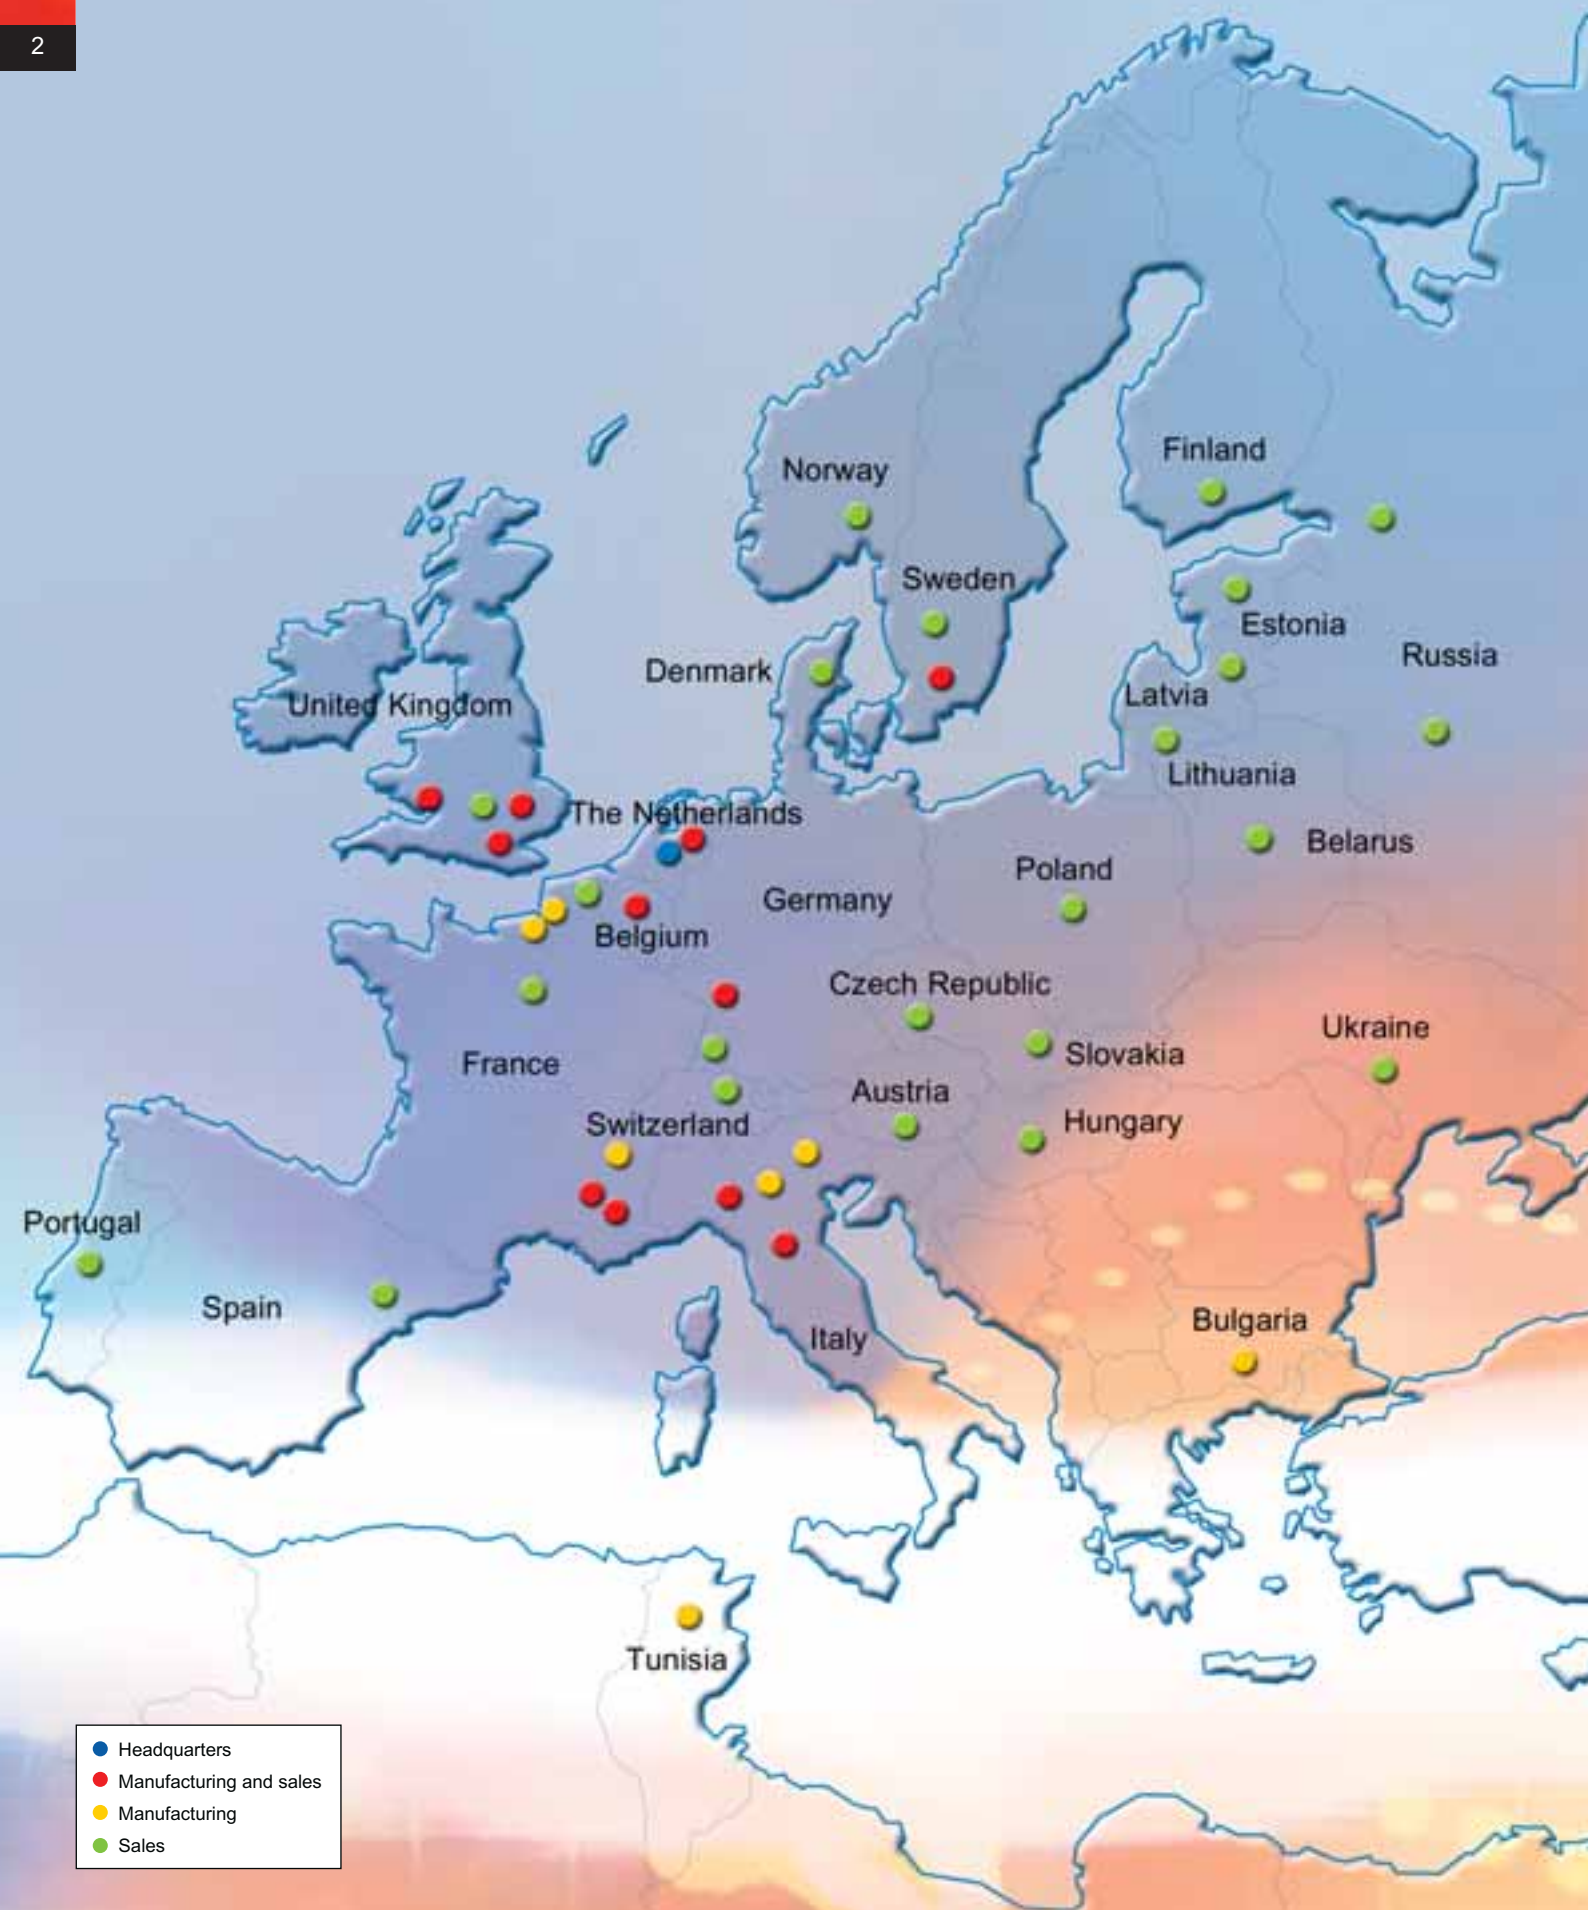 2
Finland
Norway
Sweden
Estonia
Russia
Denmark
Latvia
United Kingdom
Lithuania
The Netherlands
Belarus
Poland
Germany
Belgium
Czech Republic
Ukraine
Slovakia
France
Austria
Switzerland
Hungary
Portugal
Spain
Bulgaria
Italy
Tunisia
Headquarters
Manufacturing and sales
Manufacturing
Sales